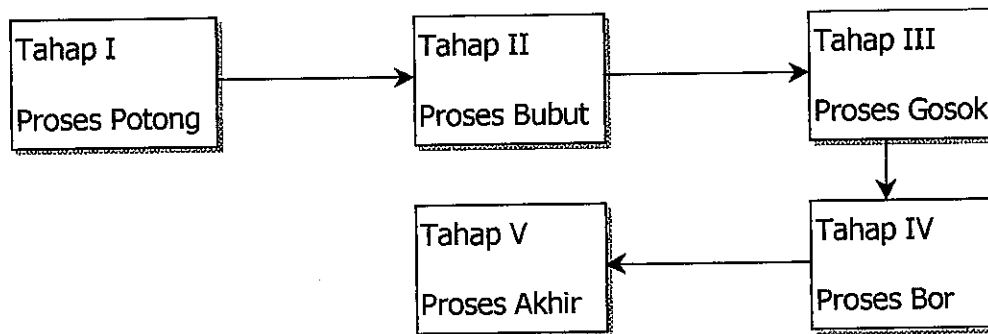 Tahap I
Proses Potong
Tahap II
Proses Bubut
Tahap III
Proses Gosok
Tahap IV
Proses Bor
Tahap V
Proses Akhir